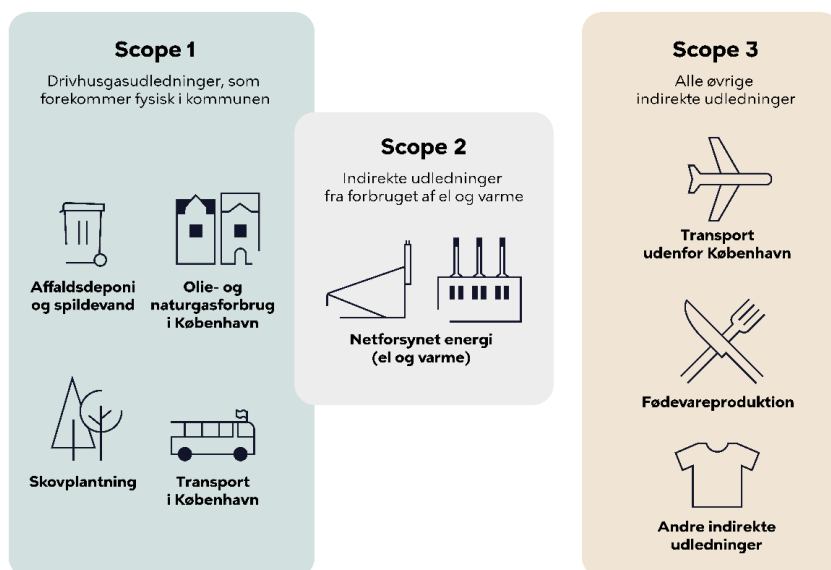 Scope 1
Drivhusgasudledninger, som
forekommer fysisk i kommunen
Affaldsdeponi
og spildevand
Olie- og
naturgasforbrug
i København
Skovplantning
Transport
i København
Scope 2
Indirekte udledninger
fra forbruget af el og varme
Netforsynet energi
(el og varme)
Scope 3
Alle øvrige
indirekte udledninger
Transport
udenfor København
Fødevareproduktion
Andre indirekte
udledninger